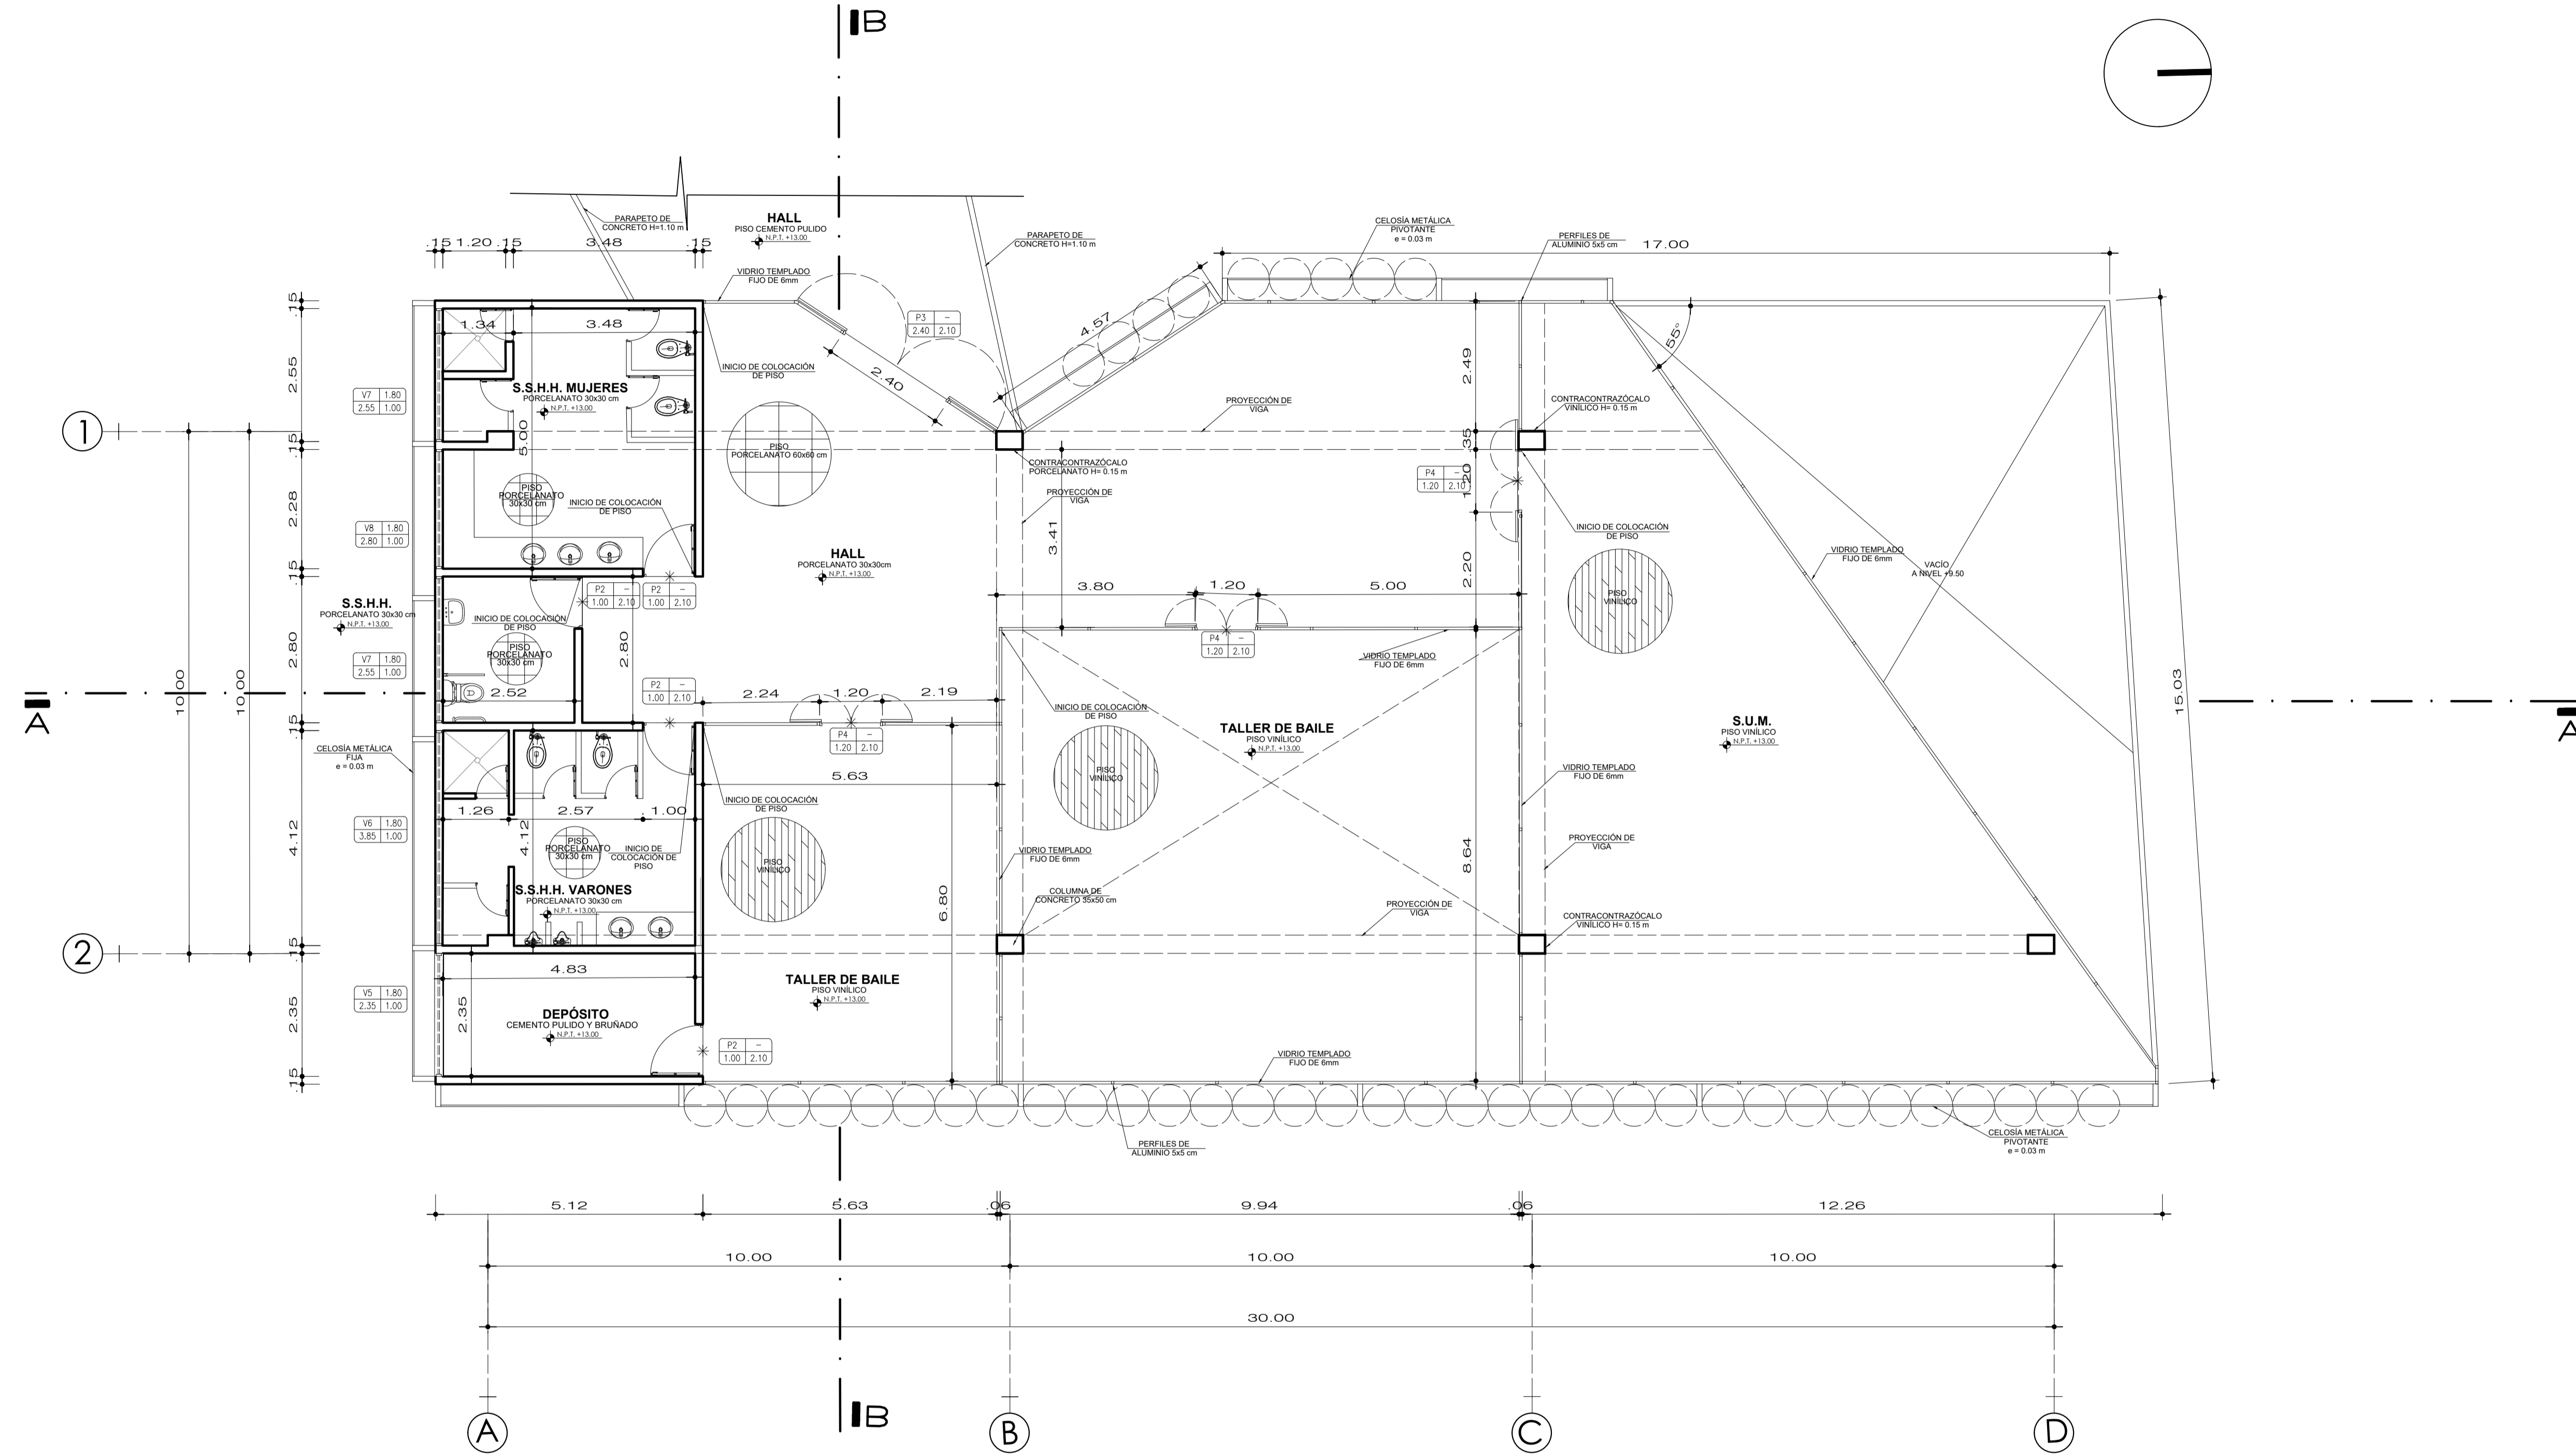 B
PARAPETO DE
CONCRETO H=1.10 m
HALL
PISO CEMENTO PULIDO
N.P.T. +13.00
PARAPETO DE
CONCRETO H=1.10 m
CELOSÍA METÁLICA
PIVOTANTE
e = 0.03 m
PERFILES DE
ALUMINIO 5x5 cm
17.00
.15 1.20 .15 3.48 .15
VIDRIO TEMPLADO
FIJO DE 6mm
P3 -
2.40 2.10
4.57
55°
2.40
1.34 3.48
INICIO DE COLOCACIÓN
DE PISO
S.S.H.H. MUJERES
PORCELANATO 30x30 cm
N.P.T. +13.00
5.00
V7 1.80
2.55 1.00
.15
2.55
.15
2.28
.15
2.80
.15
4.12
.15
2.35
.15
1
10.00
10.00
PISO
PORCELANATO 60x60 cm
PROYECCIÓN DE
VIGA
CONTRACONTRAZÓCALO
VINÍLICO H= 0.15 m
2.49
.35
1.20
2.20
8.64
CONTRACONTRAZÓCALO
PORCELANATO H= 0.15 m
PROYECCIÓN DE
VIGA
P4 -
1.20 2.10
PISO
PORCELANATO
30x30 cm
INICIO DE COLOCACIÓN
DE PISO
V8 1.80
2.80 1.00
INICIO DE COLOCACIÓN
DE PISO
3.41
HALL
PORCELANATO 30x30cm
N.P.T. +13.00
VIDRIO TEMPLADO
FIJO DE 6mm
VACÍO
A NIVEL +9.50
3.80 1.20 5.00
P2 -
1.00 2.10
P2 -
1.00 2.10
S.S.H.H.
PORCELANATO 30x30 cm
N.P.T. +13.00
INICIO DE COLOCACIÓN
DE PISO
PISO
VINÍLICO
P4 -
1.20 2.10
VIDRIO TEMPLADO
FIJO DE 6mm
PISO
PORCELANATO
30x30 cm
2.80
V7 1.80
2.55 1.00
2.52
P2 -
1.00 2.10
2.24 1.20 2.19
INICIO DE COLOCACIÓN
DE PISO
15.03
A
A
P4 -
1.20 2.10
TALLER DE BAILE
PISO VINÍLICO
N.P.T. +13.00
S.U.M.
PISO VINÍLICO
N.P.T. +13.00
CELOSÍA METÁLICA
FIJA
e = 0.03 m
5.63
PISO
VINÍLICO
VIDRIO TEMPLADO
FIJO DE 6mm
INICIO DE COLOCACIÓN
DE PISO
1.26 2.57 1.00
V6 1.80
3.85 1.00
4.12
PISO
PORCELANATO
30x30 cm
INICIO DE
COLOCACIÓN DE
PISO
PISO
VINÍLICO
VIDRIO TEMPLADO
FIJO DE 6mm
PROYECCIÓN DE
VIGA
S.S.H.H. VARONES
PORCELANATO 30x30 cm
N.P.T. +13.00
6.80
COLUMNA DE
CONCRETO 35x50 cm
PROYECCIÓN DE
VIGA
CONTRACONTRAZÓCALO
VINÍLICO H= 0.15 m
2
4.83
TALLER DE BAILE
PISO VINÍLICO
N.P.T. +13.00
V5 1.80
2.35 1.00
2.35
DEPÓSITO
CEMENTO PULIDO Y BRUÑADO
N.P.T. +13.00
P2 -
1.00 2.10
VIDRIO TEMPLADO
FIJO DE 6mm
PERFILES DE
ALUMINIO 5x5 cm
CELOSÍA METÁLICA
PIVOTANTE
e = 0.03 m
5.12 5.63 .06 9.94 .06 12.26
10.00 10.00 10.00
30.00
B
A B C D